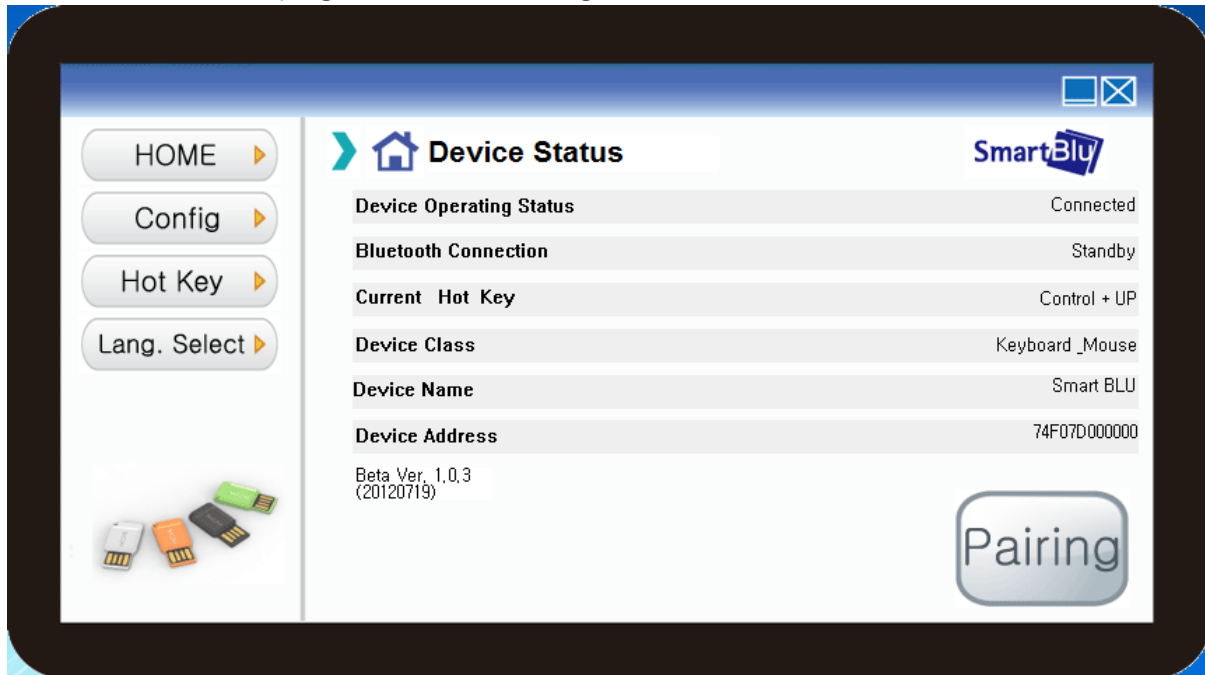 HOME
Config
Hot Key
Lang. Select
Device Status
SmartBlu
Device Operating Status Connected
Bluetooth Connection Standby
Current Hot Key Control + UP
Device Class Keyboard _Mouse
Device Name Smart BLU
Device Address 74F07D000000
Beta Ver, 1,0,3
(20120719)
Pairing